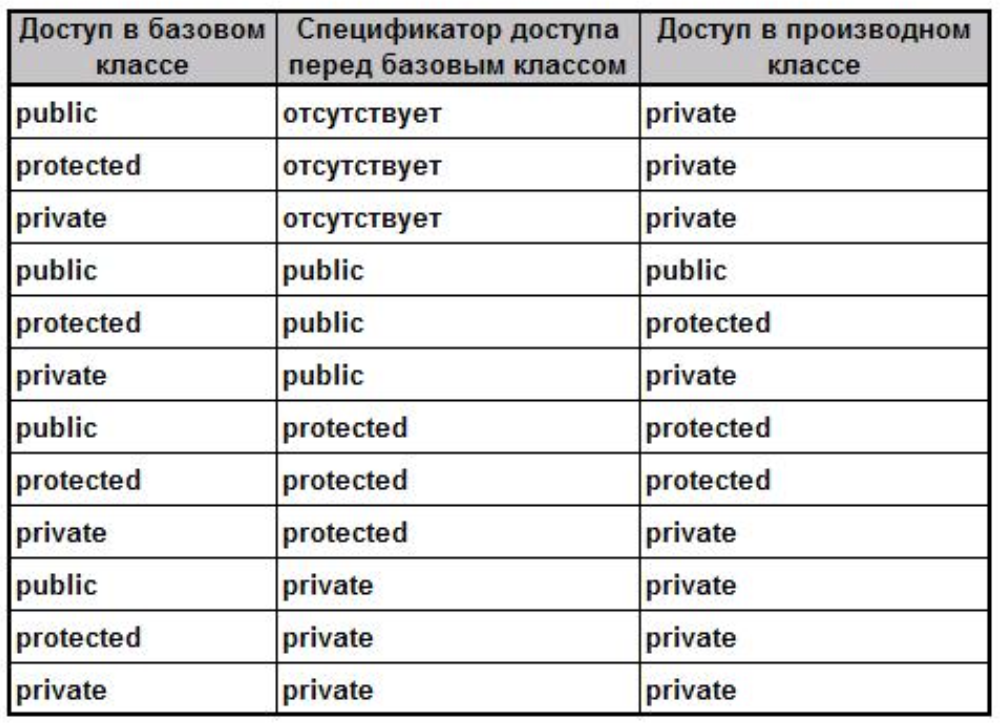 Доступ в базовом классе | Спецификатор доступа перед базовым классом | Доступ в производном классе
public | отсутствует | private
protected | отсутствует | private
private | отсутствует | private
public | public | public
protected | public | protected
private | public | private
public | protected | protected
protected | protected | protected
private | protected | private
public | private | private
protected | private | private
private | private | private